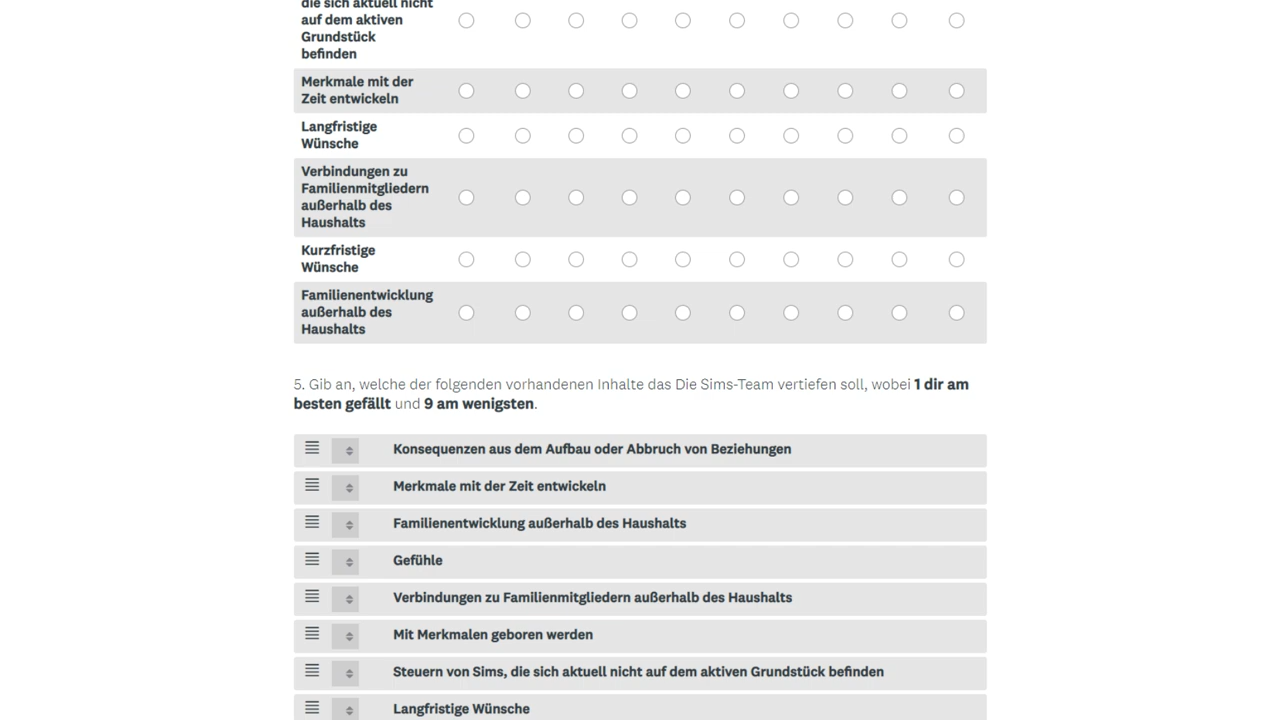 die sich aktuell nicht
auf dem aktiven
Grundstück
befinden
Merkmale mit der
Zeit entwickeln
Langfristige
Wünsche
Verbindungen zu
Familienmitgliedern
außerhalb des
Haushalts
Kurzfristige
Wünsche
Familienentwicklung
außerhalb des
Haushalts
5. Gib an, welche der folgenden vorhandenen Inhalte das Die Sims-Team vertiefen soll, wobei 1 dir am
besten gefällt und 9 am wenigsten.
Konsequenzen aus dem Aufbau oder Abbruch von Beziehungen
Merkmale mit der Zeit entwickeln
Familienentwicklung außerhalb des Haushalts
Gefühle
Verbindungen zu Familienmitgliedern außerhalb des Haushalts
Mit Merkmalen geboren werden
Steuern von Sims, die sich aktuell nicht auf dem aktiven Grundstück befinden
Langfristige Wünsche